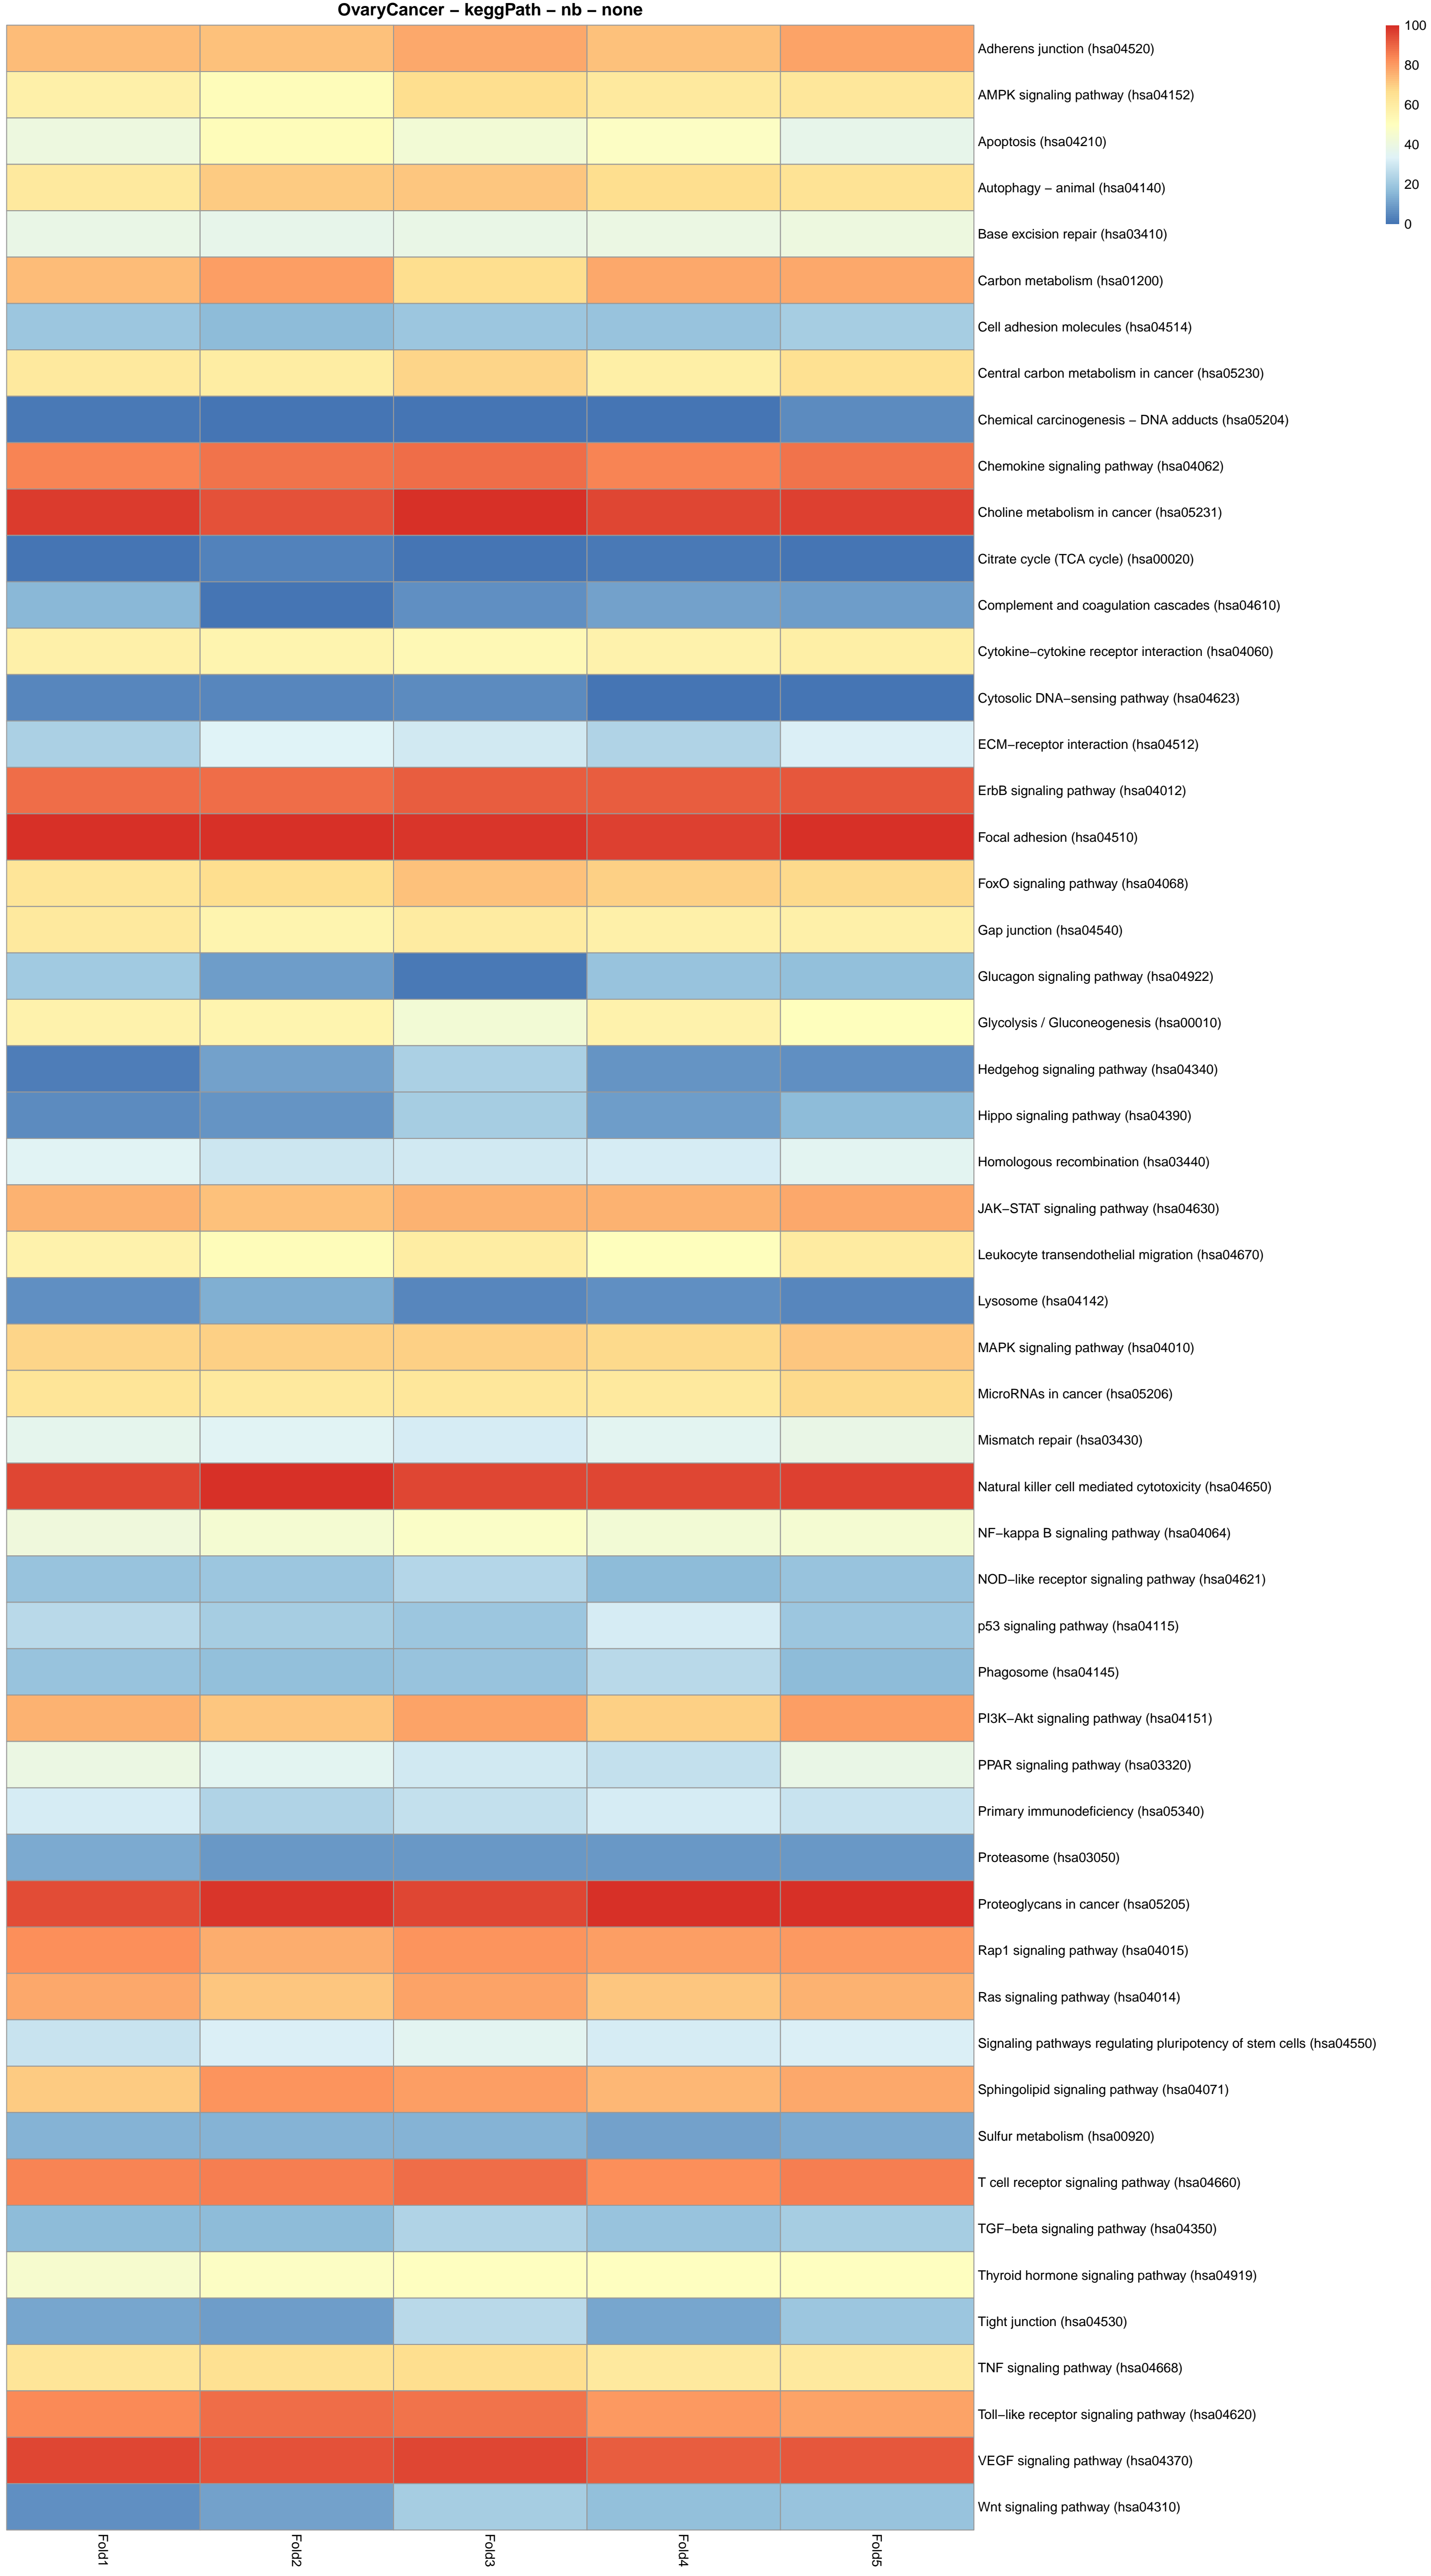 OvaryCancer − keggPath − nb − none
100
80
60
40
20
0
Adherens junction (hsa04520)
AMPK signaling pathway (hsa04152)
Apoptosis (hsa04210)
Autophagy − animal (hsa04140)
Base excision repair (hsa03410)
Carbon metabolism (hsa01200)
Cell adhesion molecules (hsa04514)
Central carbon metabolism in cancer (hsa05230)
Chemical carcinogenesis − DNA adducts (hsa05204)
Chemokine signaling pathway (hsa04062)
Choline metabolism in cancer (hsa05231)
Citrate cycle (TCA cycle) (hsa00020)
Complement and coagulation cascades (hsa04610)
Cytokine−cytokine receptor interaction (hsa04060)
Cytosolic DNA−sensing pathway (hsa04623)
ECM−receptor interaction (hsa04512)
ErbB signaling pathway (hsa04012)
Focal adhesion (hsa04510)
FoxO signaling pathway (hsa04068)
Gap junction (hsa04540)
Glucagon signaling pathway (hsa04922)
Glycolysis / Gluconeogenesis (hsa00010)
Hedgehog signaling pathway (hsa04340)
Hippo signaling pathway (hsa04390)
Homologous recombination (hsa03440)
JAK−STAT signaling pathway (hsa04630)
Leukocyte transendothelial migration (hsa04670)
Lysosome (hsa04142)
MAPK signaling pathway (hsa04010)
MicroRNAs in cancer (hsa05206)
Mismatch repair (hsa03430)
Natural killer cell mediated cytotoxicity (hsa04650)
NF−kappa B signaling pathway (hsa04064)
NOD−like receptor signaling pathway (hsa04621)
p53 signaling pathway (hsa04115)
Phagosome (hsa04145)
PI3K−Akt signaling pathway (hsa04151)
PPAR signaling pathway (hsa03320)
Primary immunodeficiency (hsa05340)
Proteasome (hsa03050)
Proteoglycans in cancer (hsa05205)
Rap1 signaling pathway (hsa04015)
Ras signaling pathway (hsa04014)
Signaling pathways regulating pluripotency of stem cells (hsa04550)
Sphingolipid signaling pathway (hsa04071)
Sulfur metabolism (hsa00920)
T cell receptor signaling pathway (hsa04660)
TGF−beta signaling pathway (hsa04350)
Thyroid hormone signaling pathway (hsa04919)
Tight junction (hsa04530)
TNF signaling pathway (hsa04668)
Toll−like receptor signaling pathway (hsa04620)
VEGF signaling pathway (hsa04370)
Wnt signaling pathway (hsa04310)
Fold1
Fold2
Fold3
Fold4
Fold5